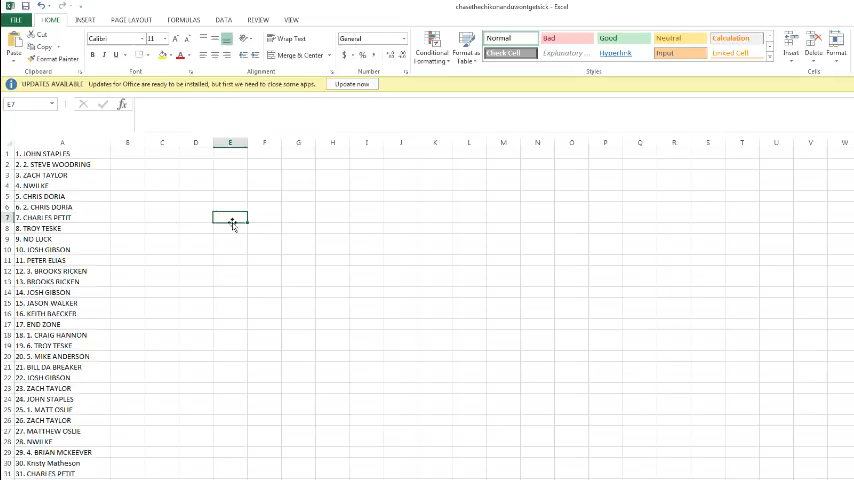 chasethechikonanduwontgetsick - Excel
FILE HOME INSERT PAGE LAYOUT FORMULAS DATA REVIEW VIEW
Cut
Copy
Format Painter
Paste
Clipboard
Calibri 11
B I U
Font
Wrap Text
Merge & Center
Alignment
General
$ % ,
Number
Conditional Formatting
Format as Table
Normal Bad Good Neutral Calculation
Check Cell Explanatory ... Hyperlink Input Linked Cell
Styles
Insert Delete Format
Cells
UPDATES AVAILABLE Updates for Office are ready to be installed, but first we need to close some apps. Update now
E7 fx
A B C D E F G H I J K L M N O P Q R S T U V W
1 1. JOHN STAPLES
2 2. 2. STEVE WOODRING
3 3. ZACH TAYLOR
4 4. NWILKE
5 5. CHRIS DORIA
6 6. 2. CHRIS DORIA
7 7. CHARLES PETIT
8 8. TROY TESKE
9 9. NO LUCK
10 10. JOSH GIBSON
11 11. PETER ELIAS
12 12. 3. BROOKS RICKEN
13 13. BROOKS RICKEN
14 14. JOSH GIBSON
15 15. JASON WALKER
16 16. KEITH BAECKER
17 17. END ZONE
18 18. 1. CRAIG HANNON
19 19. 6. TROY TESKE
20 20. 5. MIKE ANDERSON
21 21. BILL DA BREAKER
22 22. JOSH GIBSON
23 23. ZACH TAYLOR
24 24. JOHN STAPLES
25 25. 1. MATT OSLIE
26 26. ZACH TAYLOR
27 27. MATTHEW OSLIE
28 28. NWILKE
29 29. 4. BRIAN MCKEEVER
30 30. Kristy Matheson
31 31. CHARLES PETIT